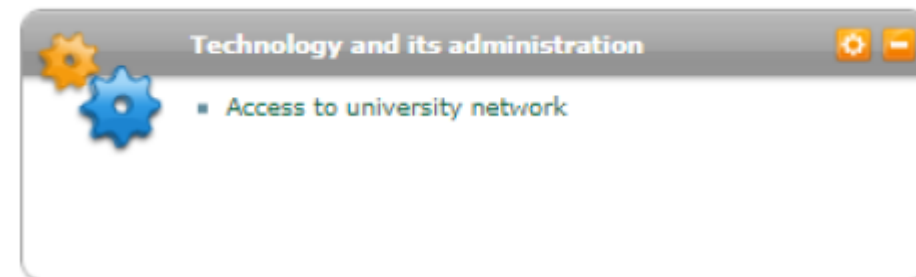 Technology and its administration
Access to university network